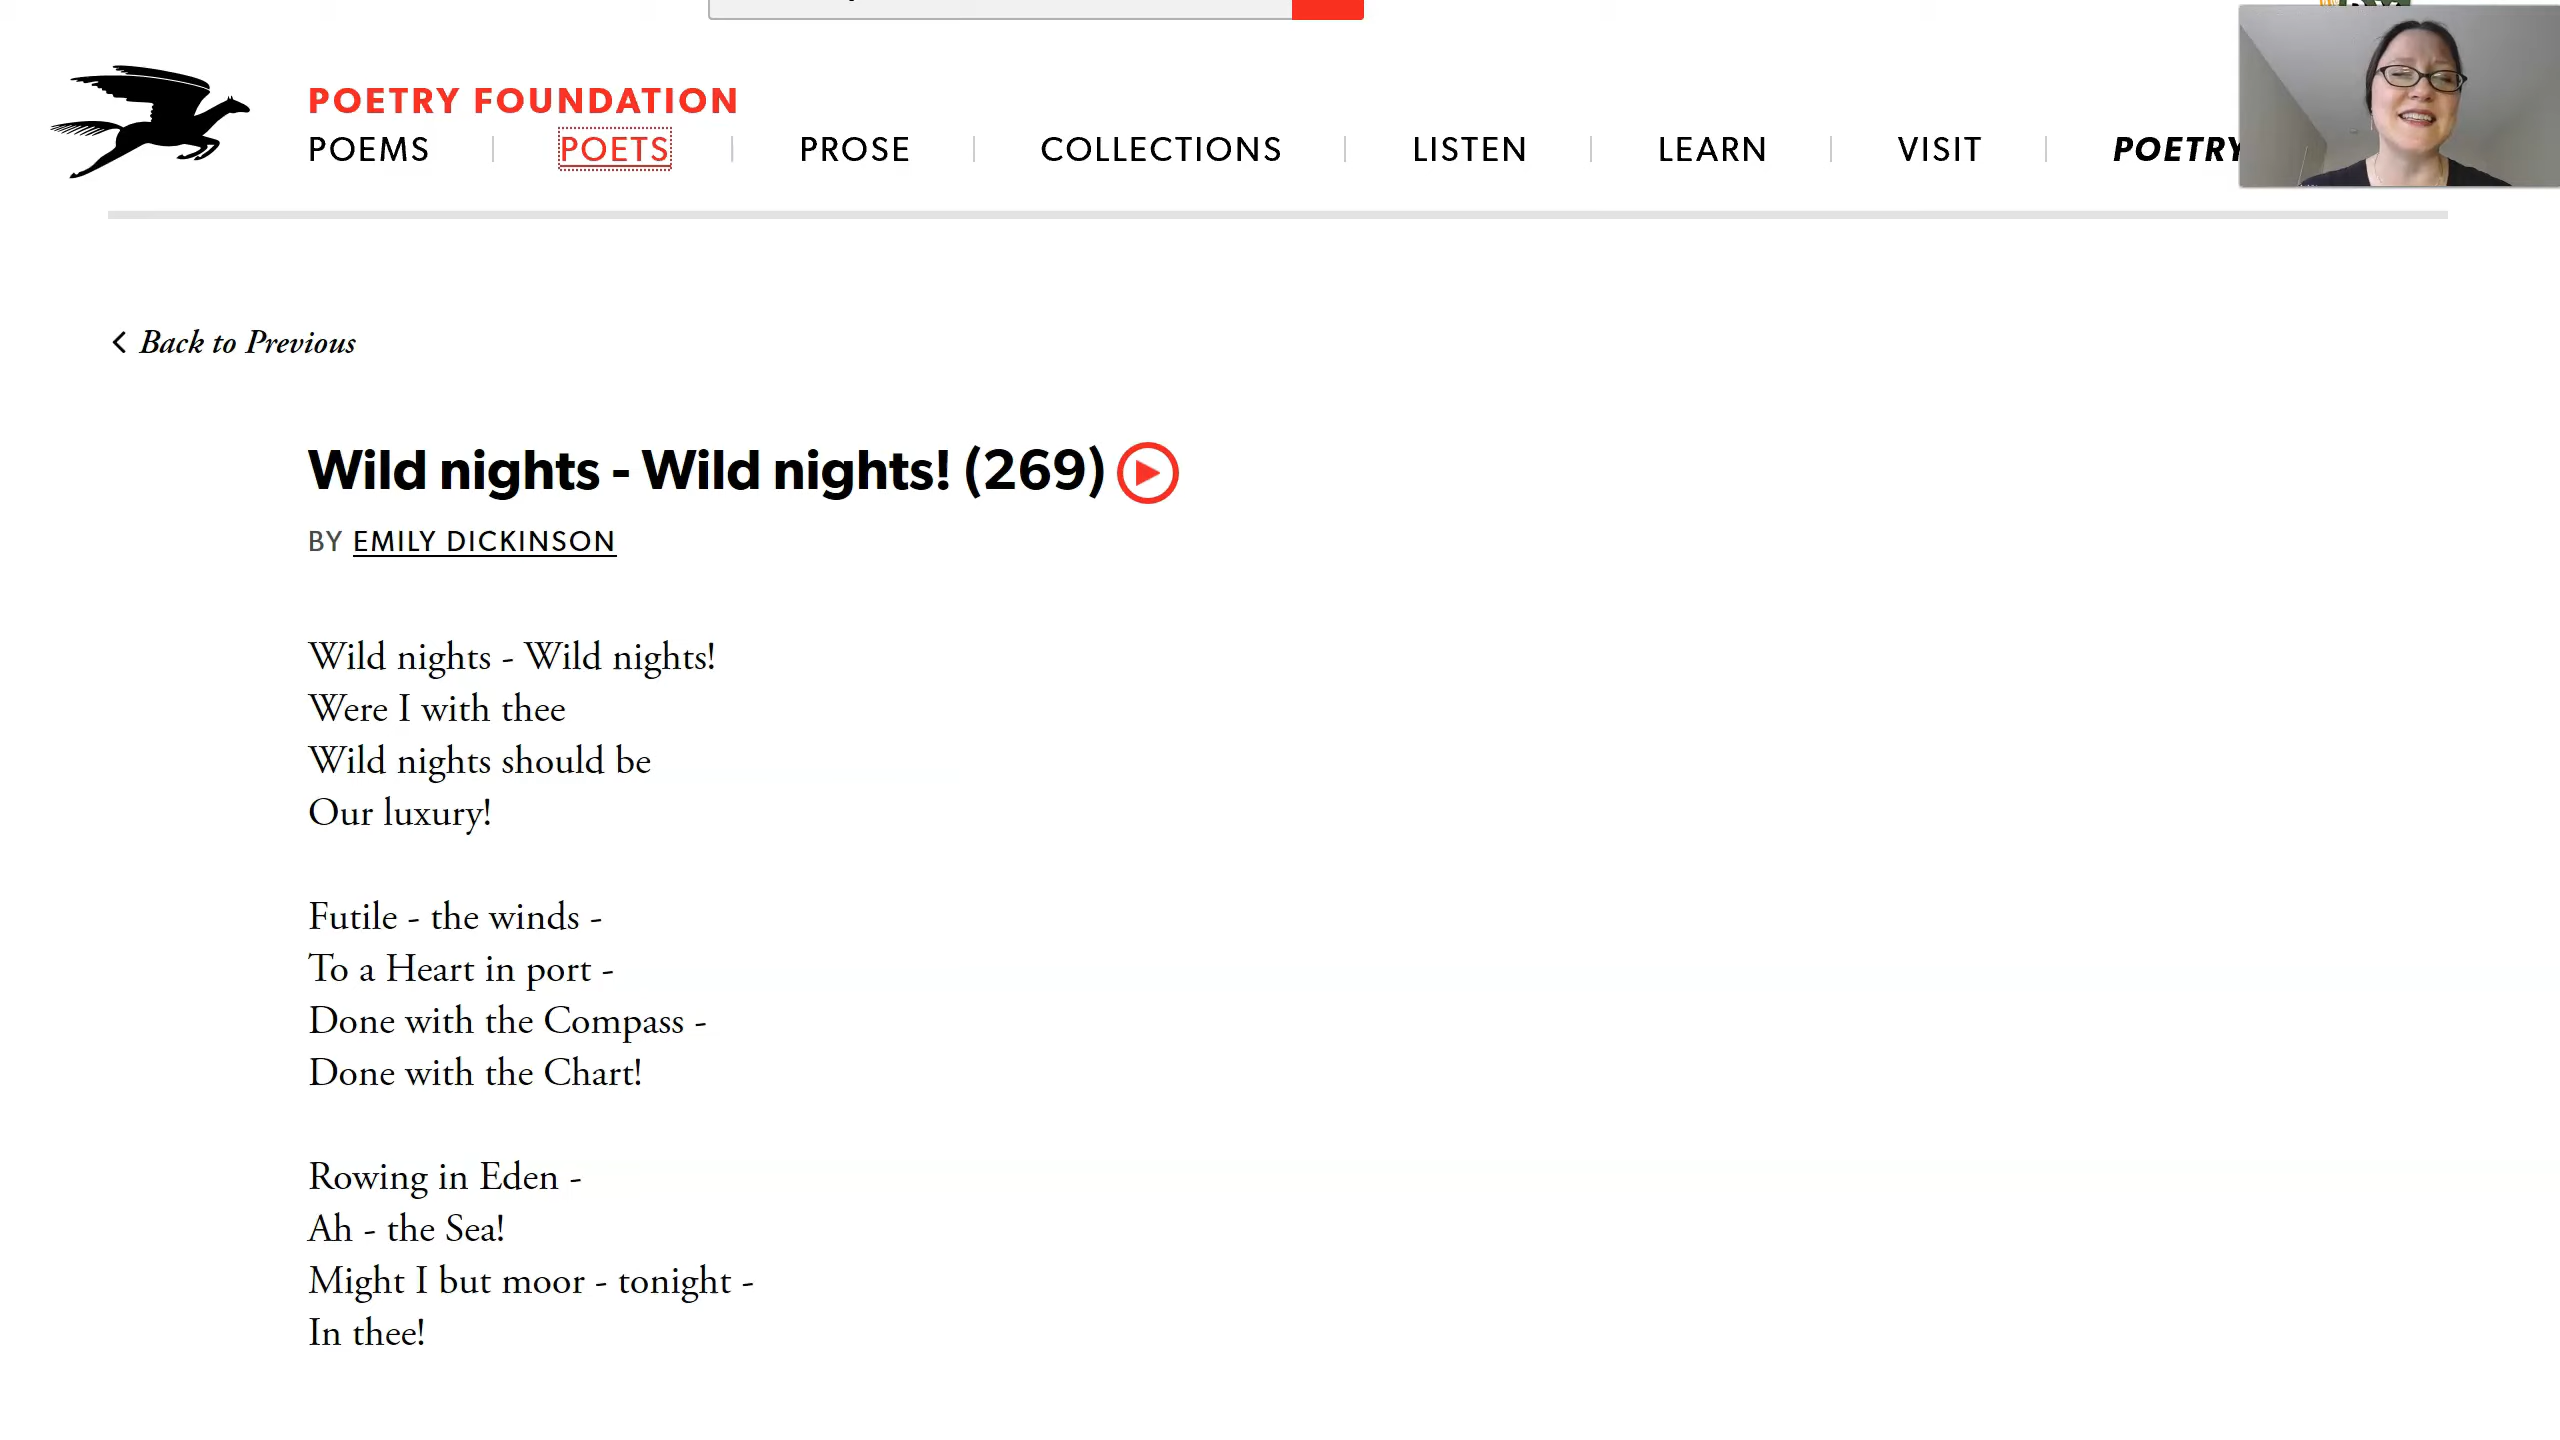 POETRY FOUNDATION
POEMS
POETS
PROSE
COLLECTIONS
LISTEN
LEARN
VISIT
POETRY
Back to Previous
Wild nights - Wild nights! (269)
BY EMILY DICKINSON
Wild nights - Wild nights!
Were I with thee
Wild nights should be
Our luxury!
Futile - the winds -
To a Heart in port -
Done with the Compass -
Done with the Chart!
Rowing in Eden -
Ah - the Sea!
Might I but moor - tonight -
In thee!